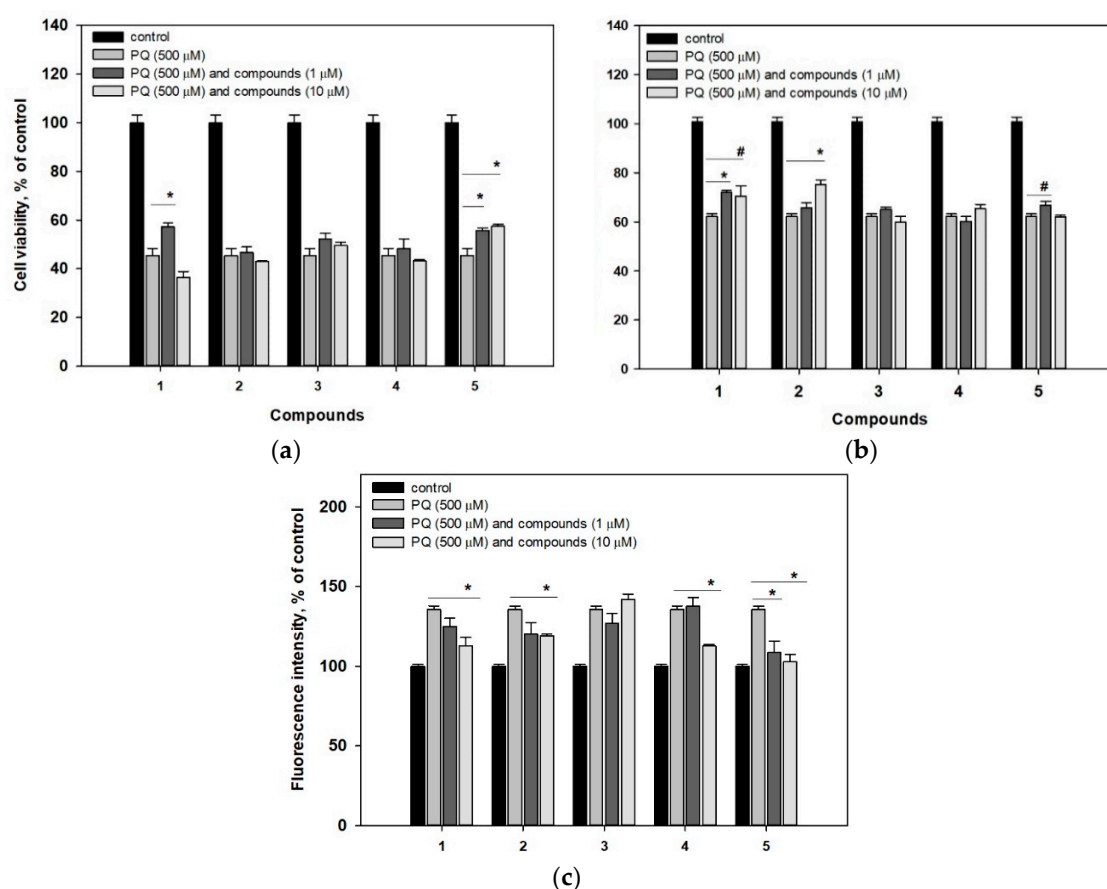 140
120
100
80
60
40
20
0
Cell viability, % of control
control
PQ (500 μM)
PQ (500 μM) and compounds (1 μM)
PQ (500 μM) and compounds (10 μM)
*
* *
1 2 3 4 5
Compounds
(a)
140
120
100
80
60
40
20
0
control
PQ (500 μM)
PQ (500 μM) and compounds (1 μM)
PQ (500 μM) and compounds (10 μM)
* #
*
#
1 2 3 4 5
Compounds
(b)
200
150
100
50
0
Fluorescence intensity, % of control
control
PQ (500 μM)
PQ (500 μM) and compounds (1 μM)
PQ (500 μM) and compounds (10 μM)
* * * * *
1 2 3 4 5
(c)